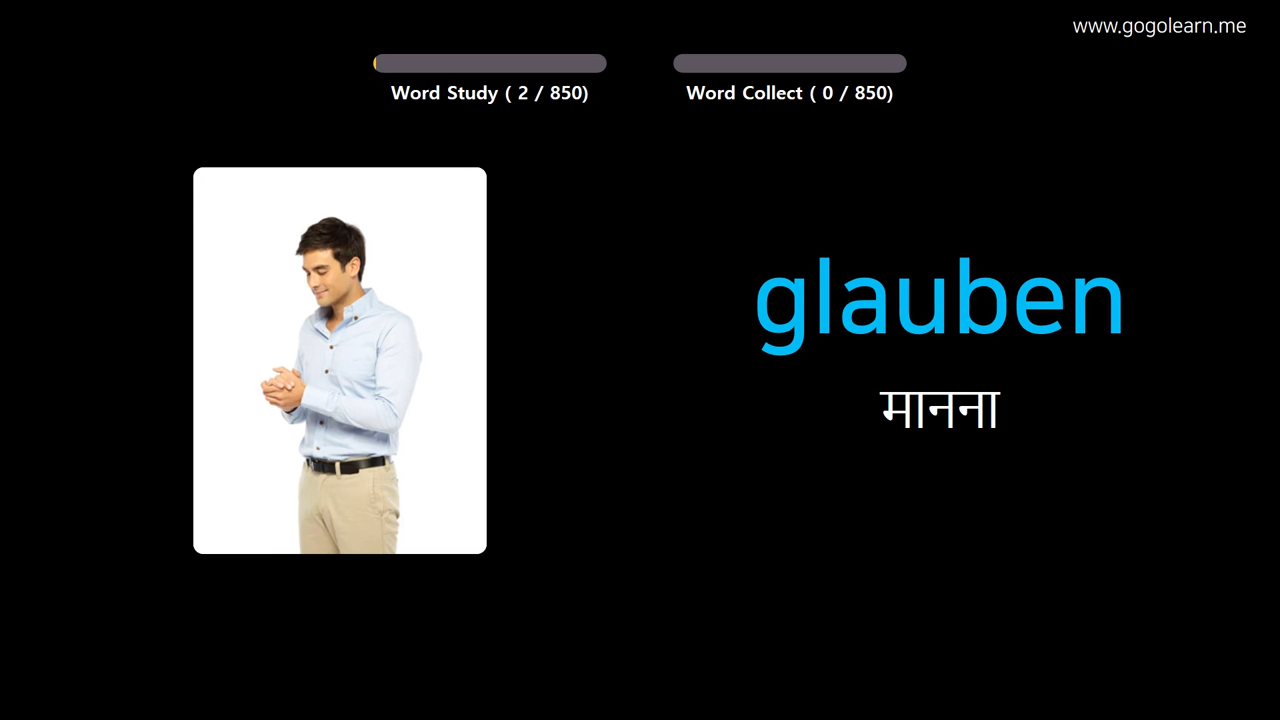 www.gogolearn.me
Word Study ( 2 / 850)
Word Collect ( 0 / 850)
glauben
मानना